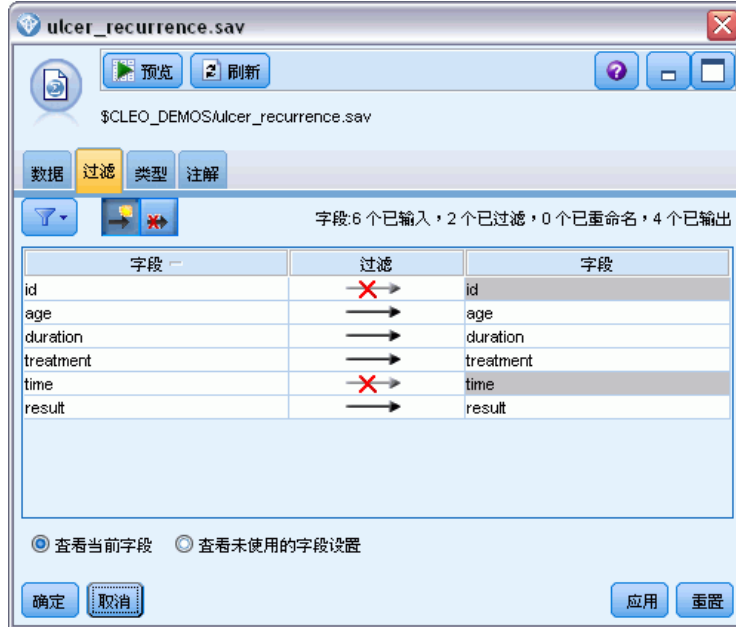 ulcer_recurrence.sav
预览 刷新
$CLEO_DEMOS/ulcer_recurrence.sav
数据 过滤 类型 注解
字段:6 个已输入，2 个已过滤，0 个已重命名，4 个已输出
字段 过滤 字段
id id
age age
duration duration
treatment treatment
time time
result result
查看当前字段 查看未使用的字段设置
确定 取消 应用 重置